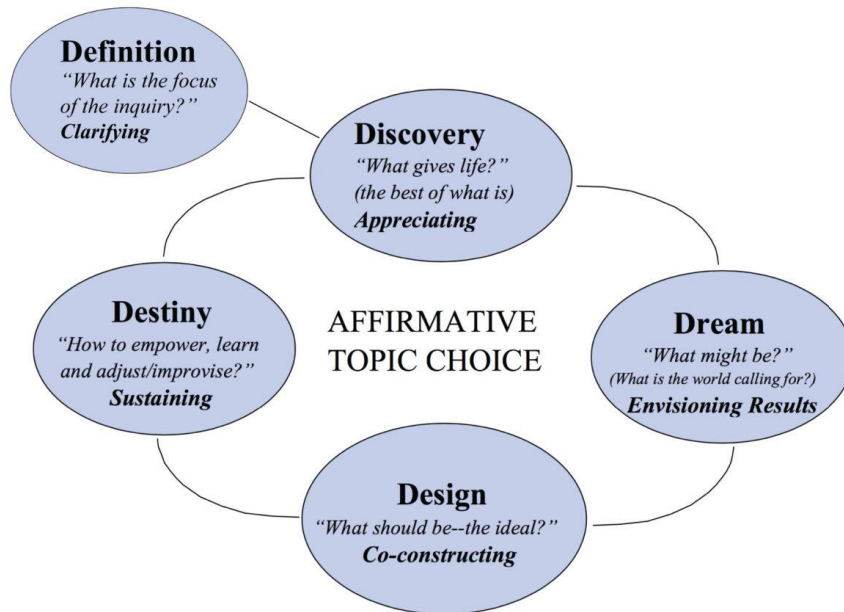 Definition
“What is the focus
of the inquiry?”
Clarifying
Discovery
“What gives life?”
(the best of what is)
Appreciating
Dream
“What might be?”
(What is the world calling for?)
Envisioning Results
Design
“What should be--the ideal?”
Co-constructing
Destiny
“How to empower, learn
and adjust/improvise?”
Sustaining
AFFIRMATIVE
TOPIC CHOICE